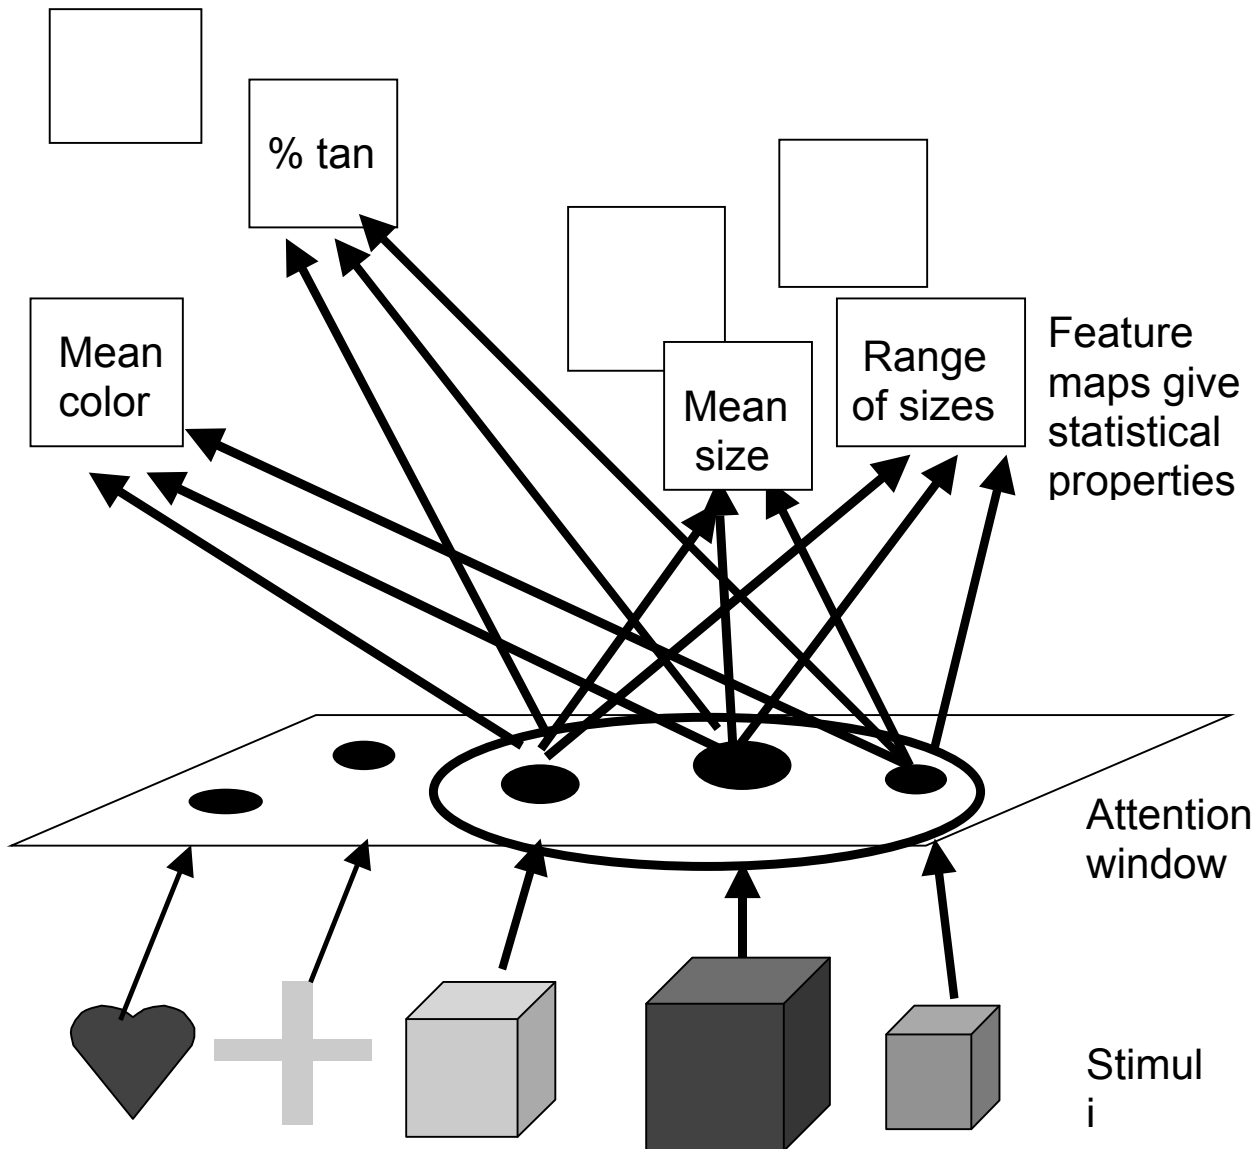 % tan
Mean
color
Mean
size
Range
of sizes
Feature
maps give
statistical
properties
Attention
window
Stimul
i